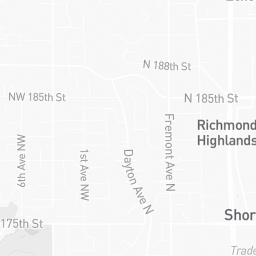 N 188th St
NW 185th St
N 185th St
Richmond
Highlands
Fremont Ave N
6th Ave NW
1st Ave NW
Dayton Ave N
175th St
Shor
Trade